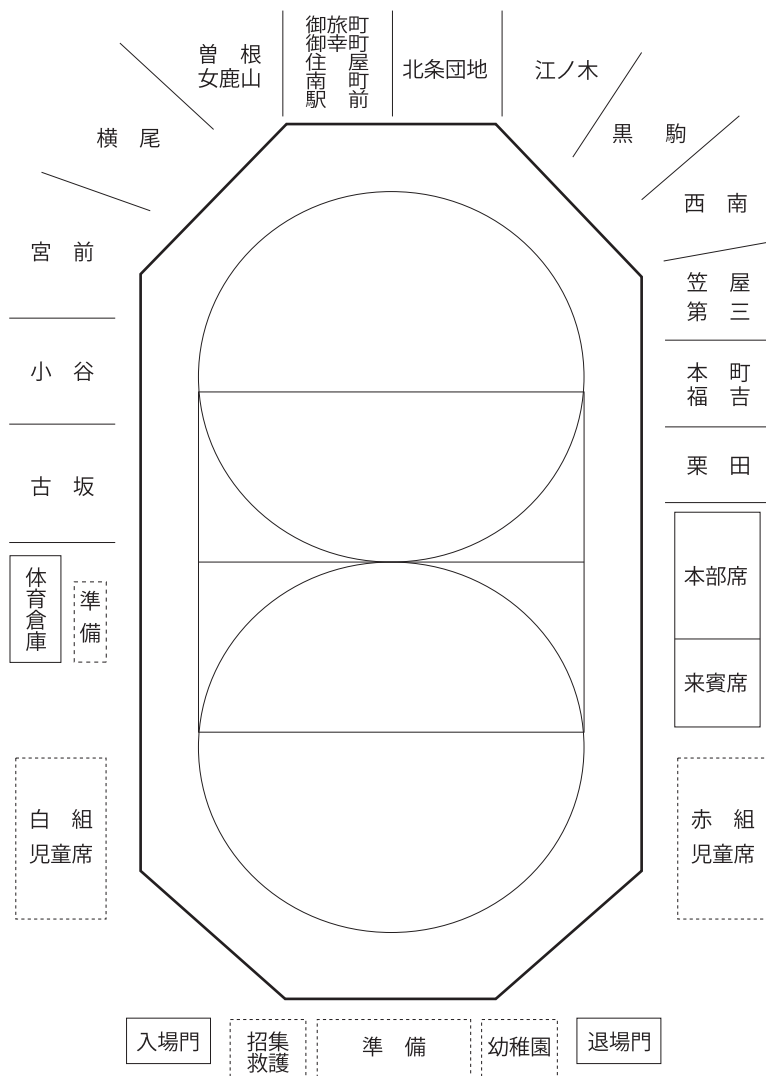 曽　根
女鹿山
御旅町
御幸町
住　屋
南　町
駅　前
北条団地
江ノ木
横　尾
黒　駒
西　南
宮　前
笠　屋
第　三
小　谷
本　町
福　吉
古　坂
栗　田
体育倉庫
準備
本部席
来賓席
白　組
児童席
赤　組
児童席
入場門
招集
救護
準　備
幼稚園
退場門